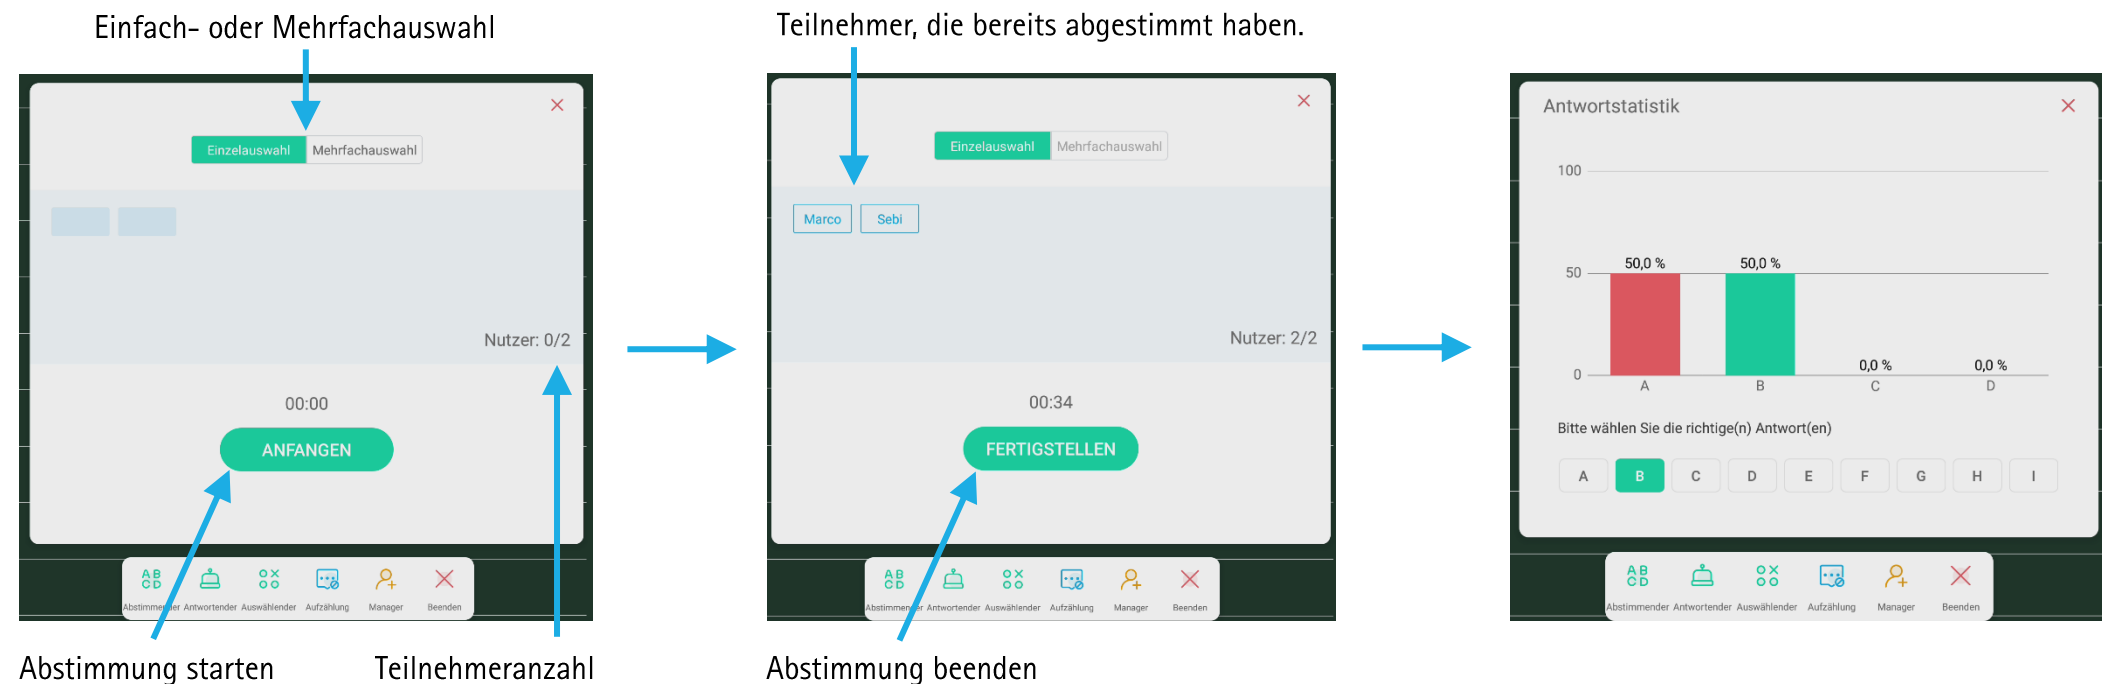 Einfach- oder Mehrfachauswahl
Einzelauswahl Mehrfachauswahl
Nutzer: 0/2
00:00
ANFANGEN
Abstimmender Antwortender Auswählender Aufzählung Manager Beenden
Abstimmung starten Teilnehmeranzahl
Teilnehmer, die bereits abgestimmt haben.
Einzelauswahl Mehrfachauswahl
Marco Sebi
Nutzer: 2/2
00:34
FERTIGSTELLEN
Abstimmender Antwortender Auswählender Aufzählung Manager Beenden
Abstimmung beenden
Antwortstatistik
100
50,0 % 50,0 %
50
0,0 % 0,0 %
0
A B C D
Bitte wählen Sie die richtige(n) Antwort(en)
A B C D E F G H I
A B
C D
Abstimmender Antwortender Auswählender Aufzählung Manager Beenden